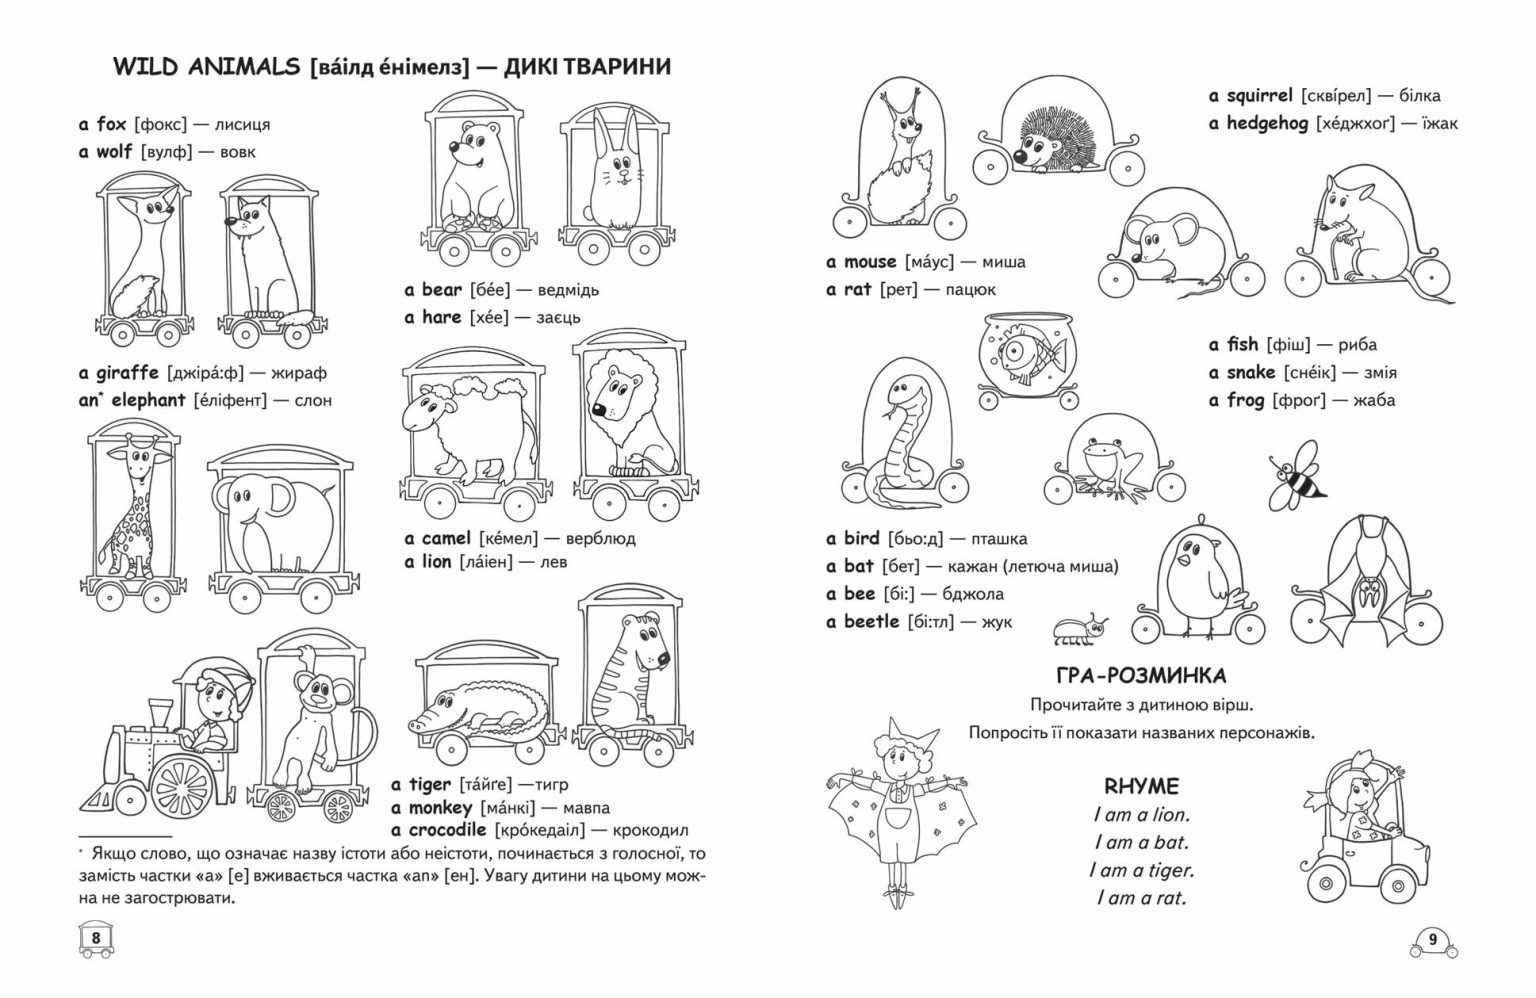 WILD ANIMALS [ва́ілд е́німелз] — ДИКІ ТВАРИНИ
a fox [фокс] — лисиця
a wolf [вулф] — вовк
a bear [бе́е] — ведмідь
a hare [хе́е] — заєць
a giraffe [джіра́:ф] — жираф
an* elephant [е́ліфент] — слон
a camel [ке́мел] — верблюд
a lion [ла́іен] — лев
a tiger [та́йґе] —тигр
a monkey [ма́нкі] — мавпа
a crocodile [кро́кедаіл] — крокодил
* Якщо слово, що означає назву істоти або неістоти, починається з голосної, то
замість частки «a» [е] вживається частка «an» [ен]. Увагу дитини на цьому мож-
на не загострювати.
8
a squirrel [скві́рел] — білка
a hedgehog [хе́джхоґ] — їжак
a mouse [ма́ус] — миша
a rat [рет] — пацюк
a fish [фіш] — риба
a snake [сне́ік] — змія
a frog [фроґ] — жаба
a bird [бьо:д] — пташка
a bat [бет] — кажан (летюча миша)
a bee [бі:] — бджола
a beetle [бі:тл] — жук
ГРА-РОЗМИНКА
Прочитайте з дитиною вірш.
Попросіть її показати названих персонажів.
RHYME
I am a lion.
I am a bat.
I am a tiger.
I am a rat.
9